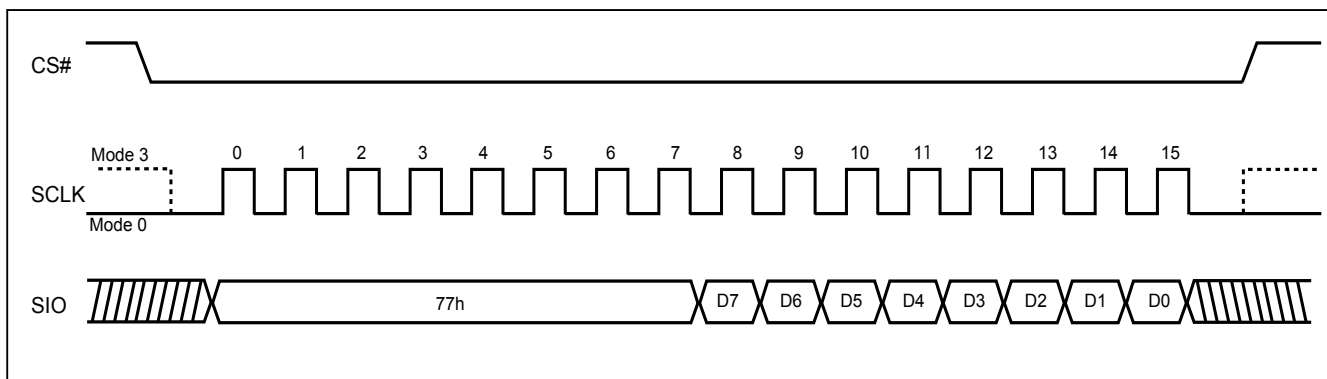 CS#
Mode 3
0 1 2 3 4 5 6 7 8 9 10 11 12 13 14 15
SCLK
Mode 0
SIO
77h D7 D6 D5 D4 D3 D2 D1 D0